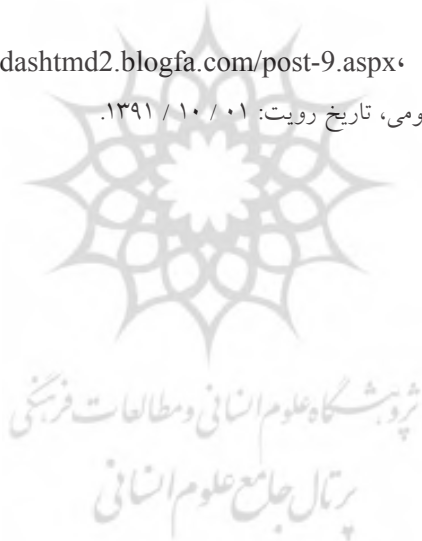 dashtmd2.blogfa.com/post-9.aspx،
ومی، تاریخ رویت: ۰۱ / ۱۰ / ۱۳۹۱.
پژوهشگاه علوم انسانی و مطالعات فرهنگی
پرتال جامع علوم انسانی